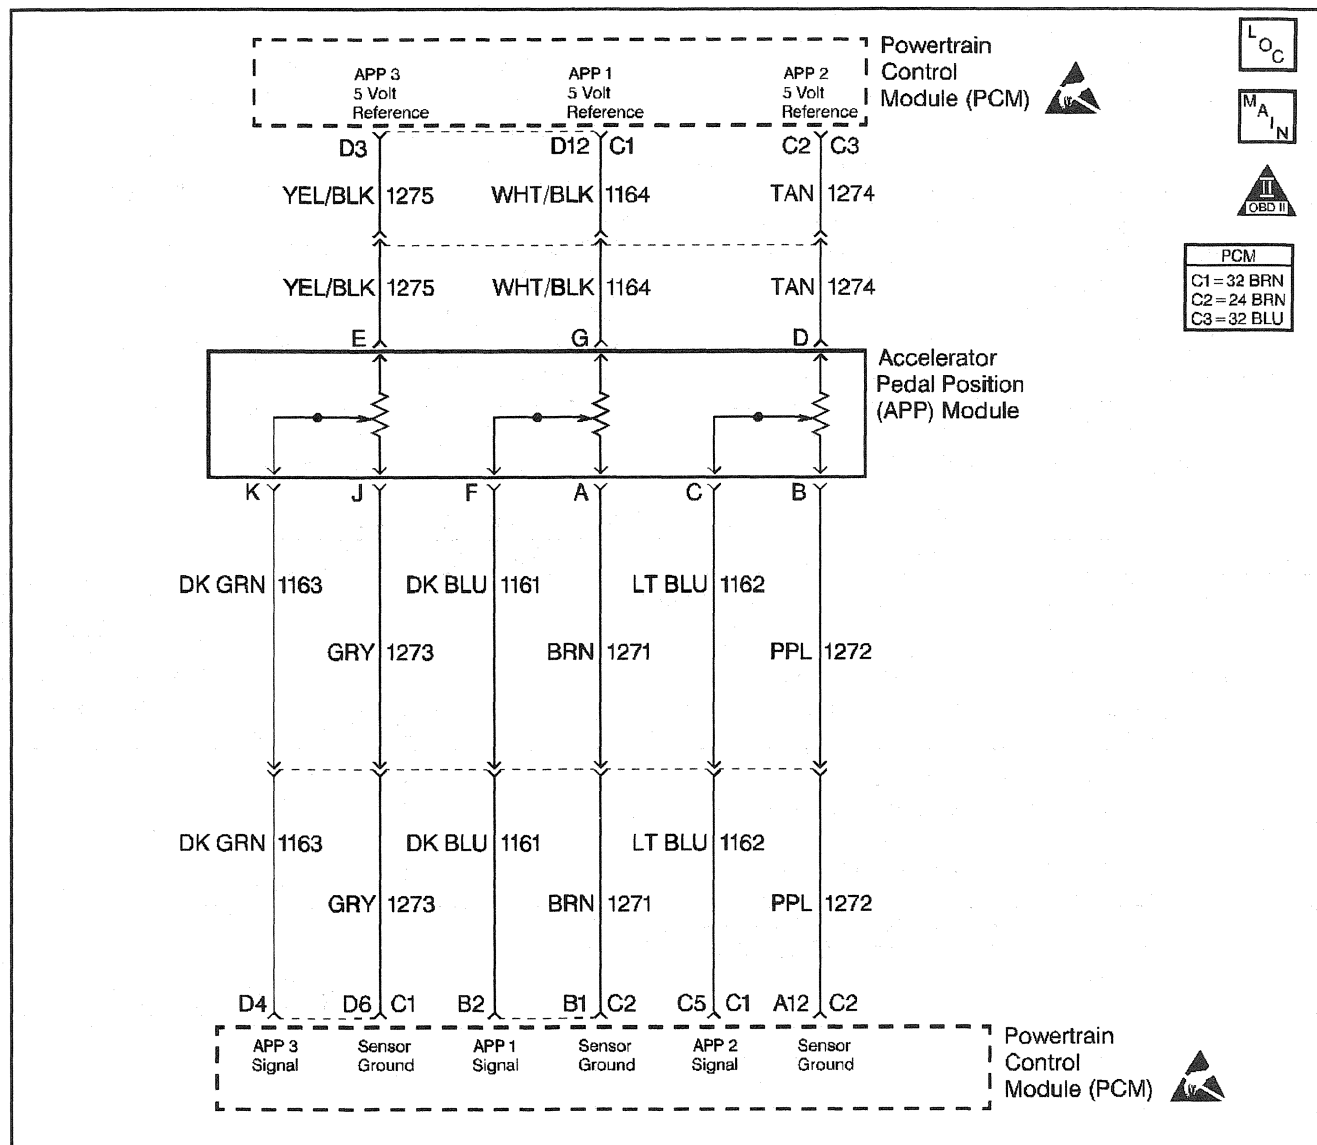 Powertrain
Control
Module (PCM)
L O C
M A I N
II
OBD II
APP 3
5 Volt
Reference
APP 1
5 Volt
Reference
APP 2
5 Volt
Reference
D3 D12 C1 C2 C3
YEL/BLK 1275 WHT/BLK 1164 TAN 1274
PCM
C1=32 BRN
C2=24 BRN
C3=32 BLU
YEL/BLK 1275 WHT/BLK 1164 TAN 1274
E G D
Accelerator
Pedal Position
(APP) Module
K J F A C B
DK GRN 1163 DK BLU 1161 LT BLU 1162
GRY 1273 BRN 1271 PPL 1272
DK GRN 1163 DK BLU 1161 LT BLU 1162
GRY 1273 BRN 1271 PPL 1272
D4 D6 C1 B2 B1 C2 C5 C1 A12 C2
APP 3
Signal
Sensor
Ground
APP 1
Signal
Sensor
Ground
APP 2
Signal
Sensor
Ground
Powertrain
Control
Module (PCM)